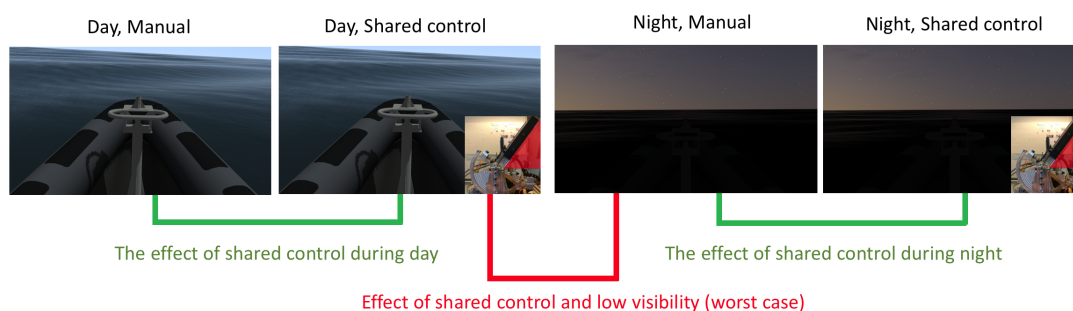 Day, Manual
Day, Shared control
Night, Manual
Night, Shared control
The effect of shared control during day
The effect of shared control during night
Effect of shared control and low visibility (worst case)